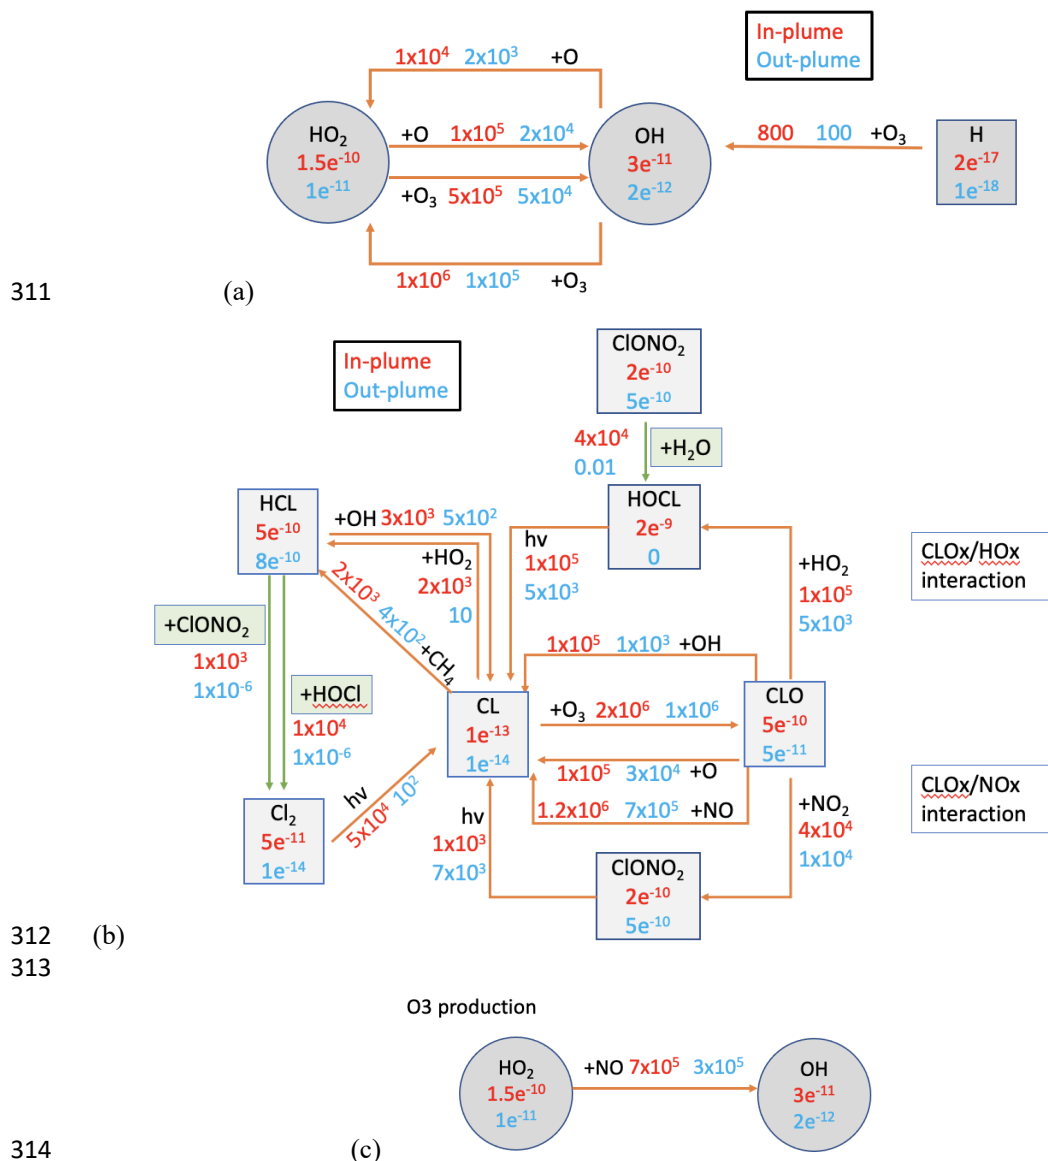 In-plume
Out-plume
1x10⁴ 2x10³ +O
HO₂
1.5e⁻¹⁰
1e⁻¹¹
+O 1x10⁵ 2x10⁴
+O₃ 5x10⁵ 5x10⁴
OH
3e⁻¹¹
2e⁻¹²
800 100 +O₃
H
2e⁻¹⁷
1e⁻¹⁸
1x10⁶ 1x10⁵ +O₃
311 (a)
In-plume
Out-plume
ClONO₂
2e⁻¹⁰
5e⁻¹⁰
4x10⁴
0.01
+H₂O
HCL
5e⁻¹⁰
8e⁻¹⁰
+OH 3x10³ 5x10²
+HO₂
2x10³
10
2x10³ 4x10² +CH₄
HOCL
2e⁻⁹
0
hv
1x10⁵
5x10³
+HO₂
1x10⁵
5x10³
CLOx/HOx
interaction
+ClONO₂
1x10³
1x10⁻⁶
+HOCl
1x10⁴
1x10⁻⁶
1x10⁵ 1x10³ +OH
CL
1e⁻¹³
1e⁻¹⁴
+O₃ 2x10⁶ 1x10⁶
CLO
5e⁻¹⁰
5e⁻¹¹
1x10⁵ 3x10⁴ +O
1.2x10⁶ 7x10⁵ +NO
CLOx/NOx
interaction
Cl₂
5e⁻¹¹
1e⁻¹⁴
hv
5x10⁴ 10²
hv
1x10³
7x10³
+NO₂
4x10⁴
1x10⁴
ClONO₂
2e⁻¹⁰
5e⁻¹⁰
312 (b)
313
O3 production
HO₂
1.5e⁻¹⁰
1e⁻¹¹
+NO 7x10⁵ 3x10⁵
OH
3e⁻¹¹
2e⁻¹²
314 (c)